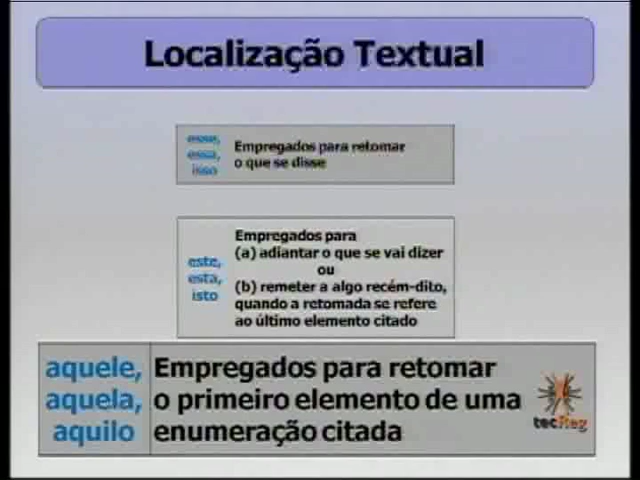 Localização Textual
esse,
essa,
isso
Empregados para retomar
o que se disse
este,
esta,
isto
Empregados para
(a) adiantar o que se vai dizer
ou
(b) remeter a algo recém-dito,
quando a retomada se refere
ao último elemento citado
aquele,
aquela,
aquilo
Empregados para retomar
o primeiro elemento de uma
enumeração citada
tecReg